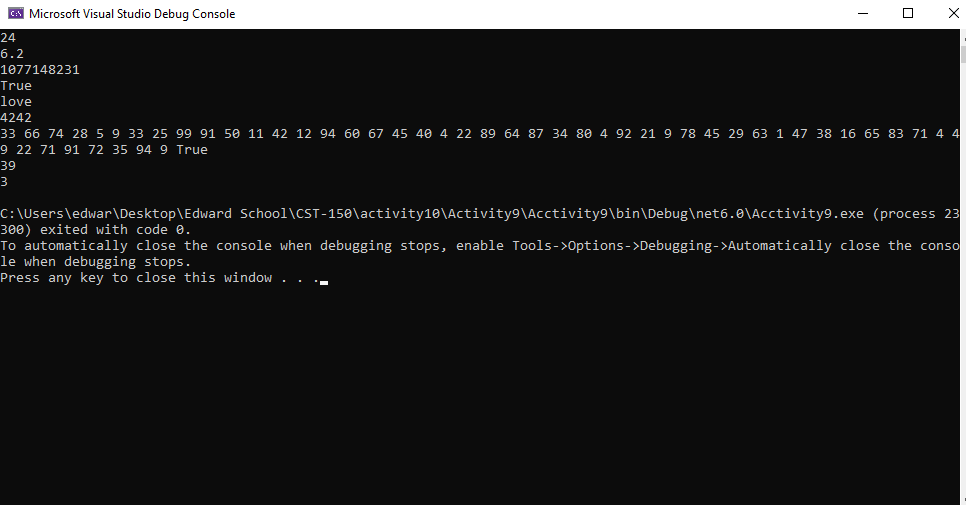 Microsoft Visual Studio Debug Console
24
6.2
1077148231
True
love
4242
33 66 74 28 5 9 33 25 99 91 50 11 42 12 94 60 67 45 40 4 22 89 64 87 34 80 4 92 21 9 78 45 29 63 1 47 38 16 65 83 71 4 4
9 22 71 91 72 35 94 9 True
39
3
C:\Users\edwar\Desktop\Edward School\CST-150\activity10\Activity9\Acctivity9\bin\Debug\net6.0\Acctivity9.exe (process 23
300) exited with code 0.
To automatically close the console when debugging stops, enable Tools->Options->Debugging->Automatically close the conso
le when debugging stops.
Press any key to close this window . . .